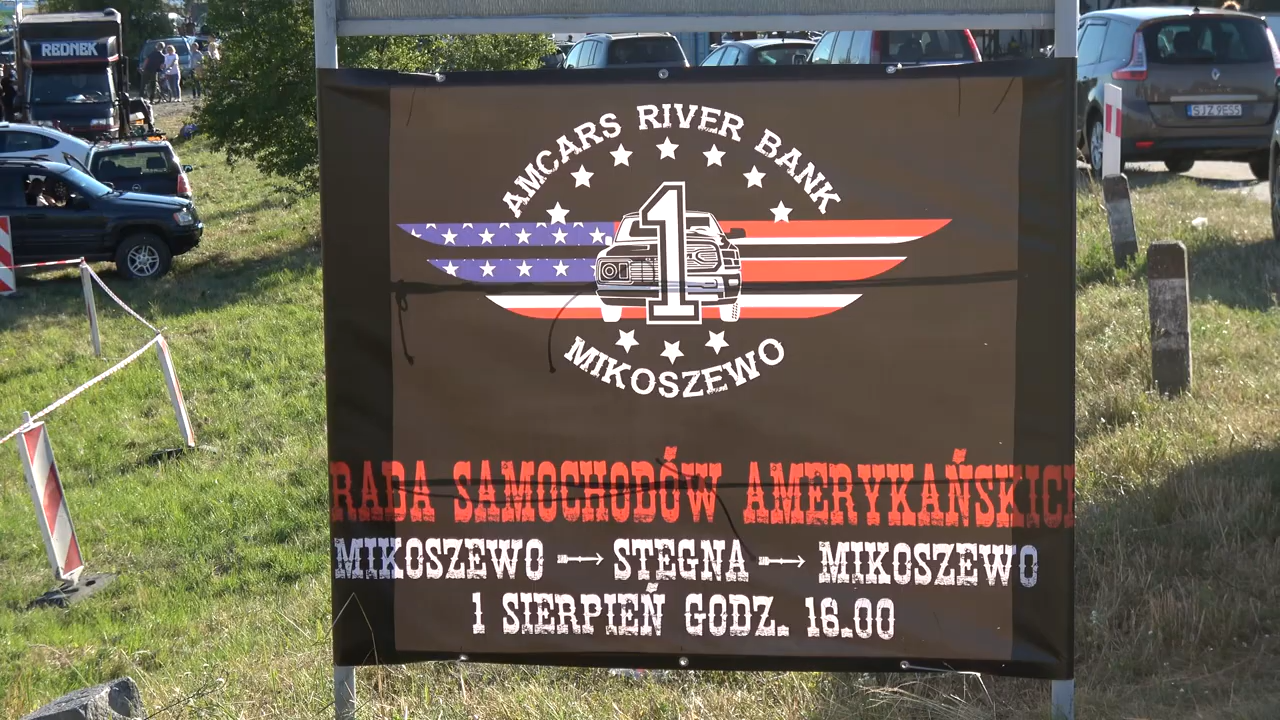 REDNEK
SJZ 9E55
AMCARS RIVER BANK
1
MIKOSZEWO
RADA SAMOCHODÓW AMERYKAŃSKICH
MIKOSZEWO → STEGNA → MIKOSZEWO
1 SIERPIEŃ GODZ. 16.00